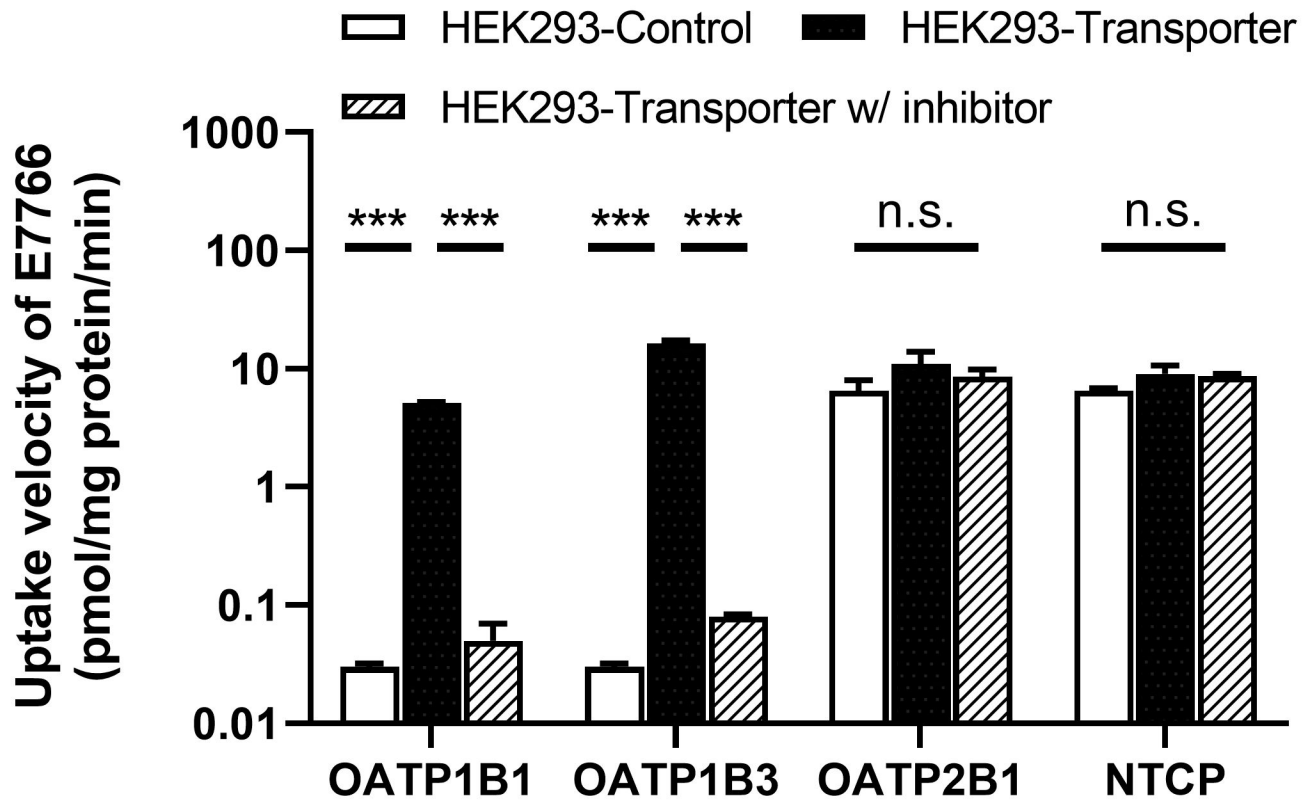 HEK293-Control HEK293-Transporter
HEK293-Transporter w/ inhibitor
Uptake velocity of E7766
(pmol/mg protein/min)
1000
100
10
1
0.1
0.01
*** *** *** *** n.s. n.s.
OATP1B1 OATP1B3 OATP2B1 NTCP